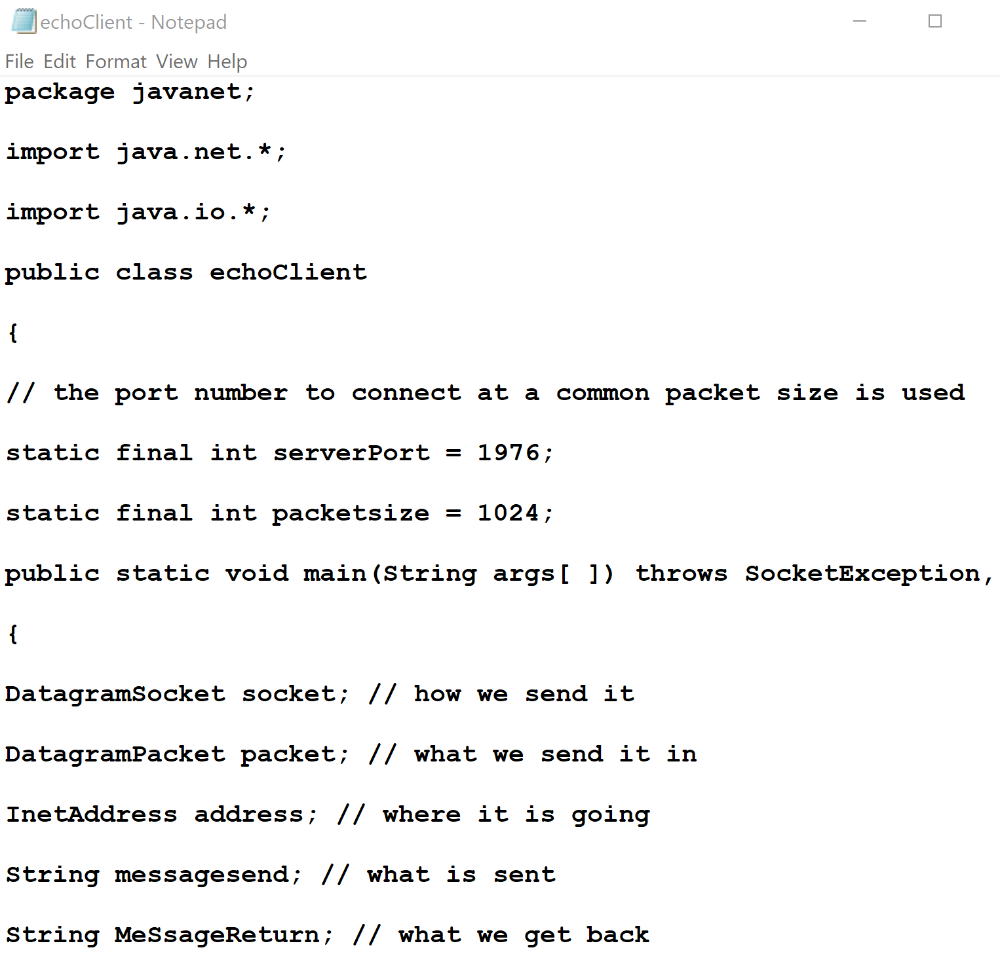 echoClient - Notepad
File Edit Format View Help
package javanet;
import java.net.*;
import java.io.*;
public class echoClient
{
// the port number to connect at a common packet size is used
static final int serverPort = 1976;
static final int packetsize = 1024;
public static void main(String args[ ]) throws SocketException,
{
DatagramSocket socket; // how we send it
DatagramPacket packet; // what we send it in
InetAddress address; // where it is going
String messagesend; // what is sent
String MeSsageReturn; // what we get back